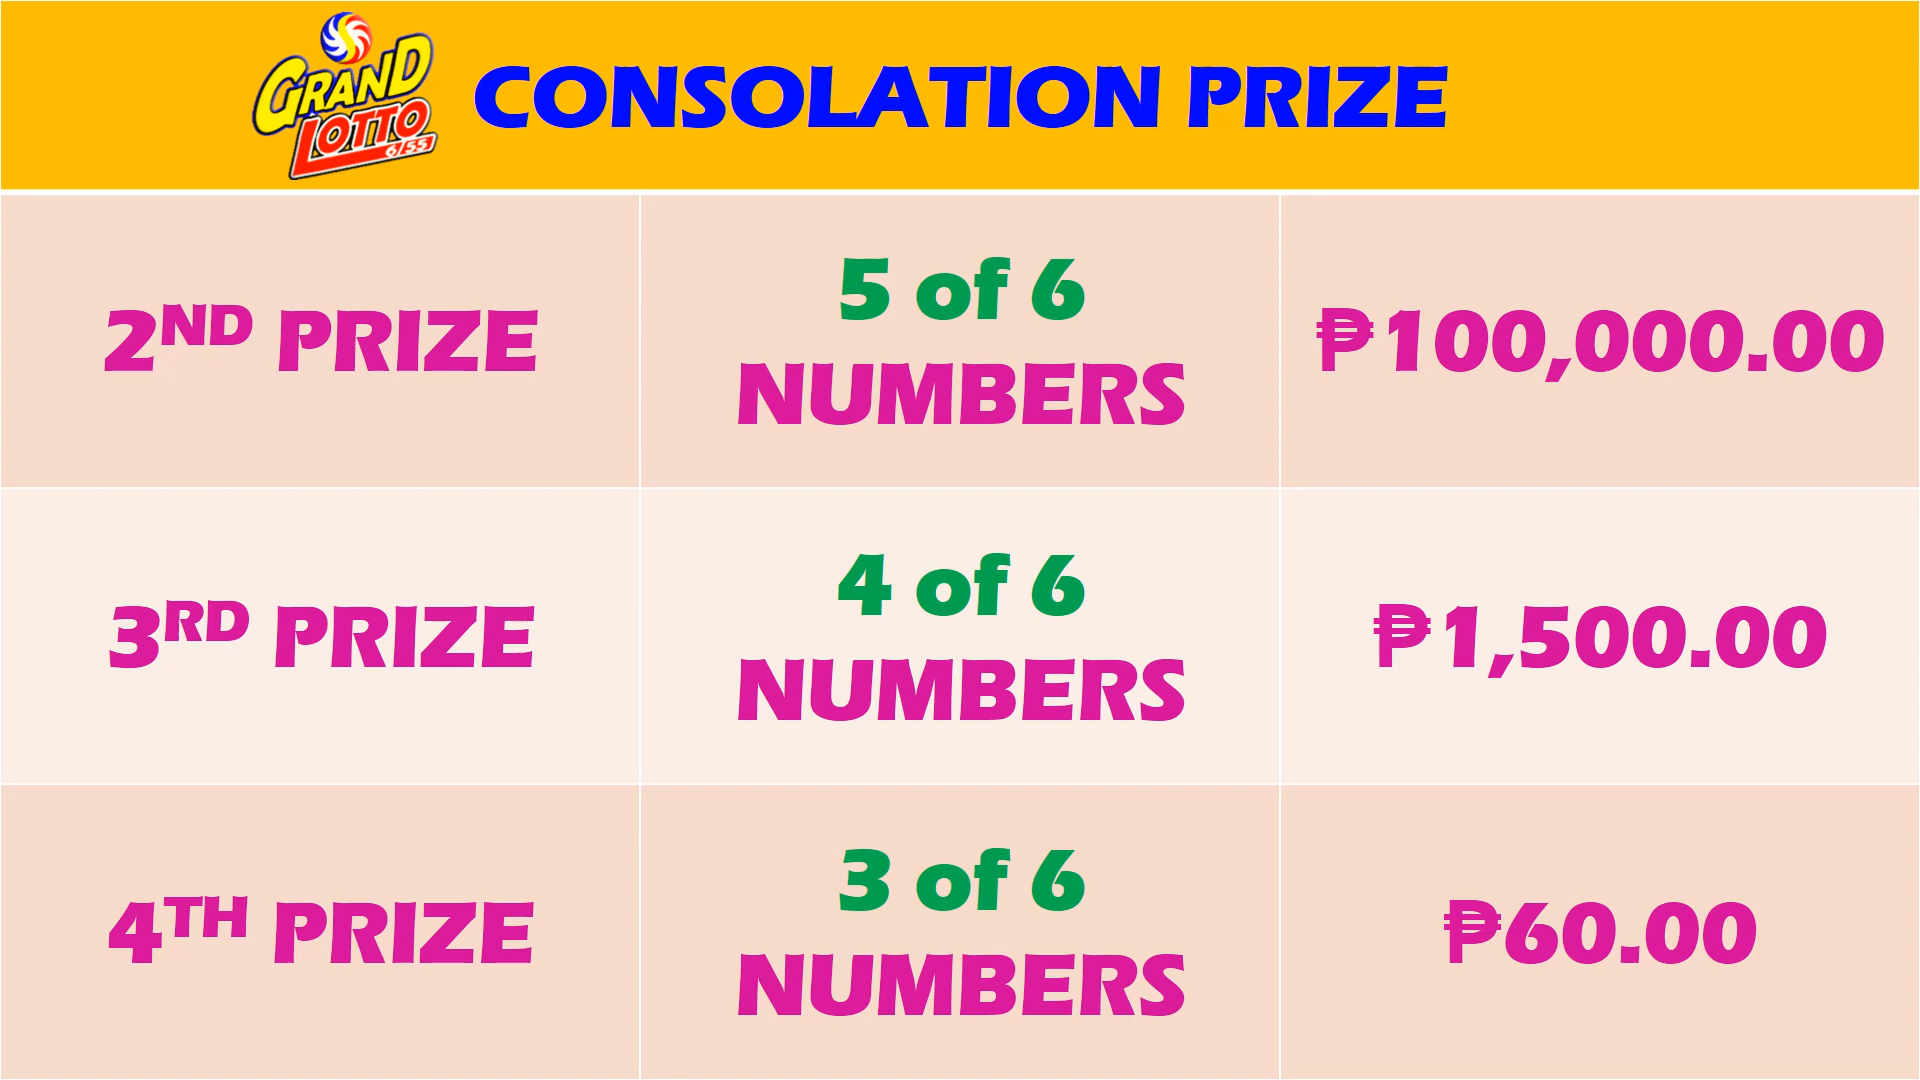 GRAND
LOTTO
6/55
CONSOLATION PRIZE
2ND PRIZE
5 of 6
NUMBERS
₱100,000.00
3RD PRIZE
4 of 6
NUMBERS
₱1,500.00
4TH PRIZE
3 of 6
NUMBERS
₱60.00